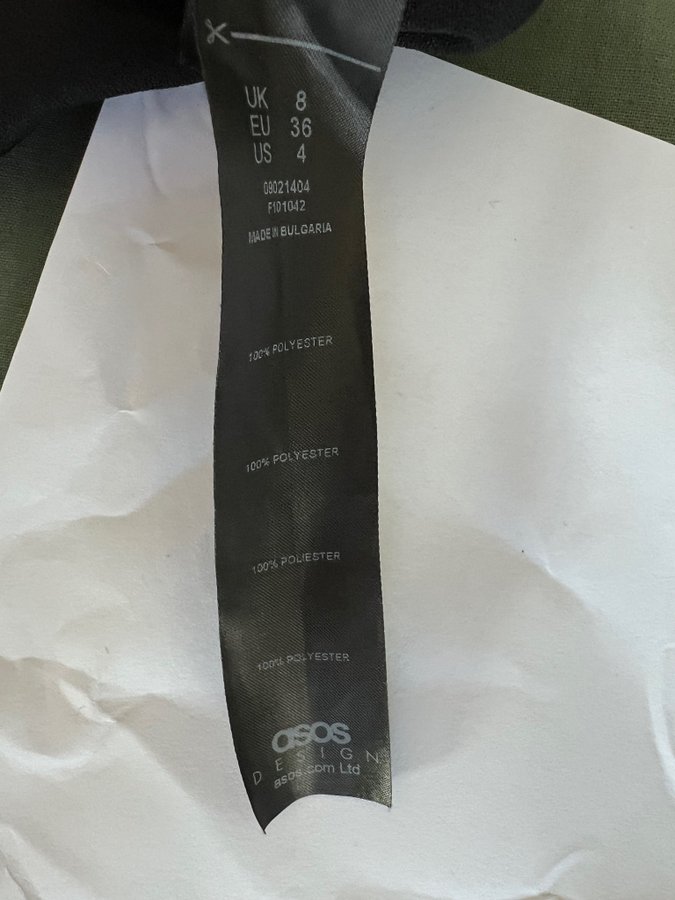 UK 8
EU 36
US 4
09021404
F101042
MADE IN BULGARIA
100% POLYESTER
100% POLYESTER
100% POLIESTER
100% POLYESTER
asos
DESIGN
asos.com Ltd